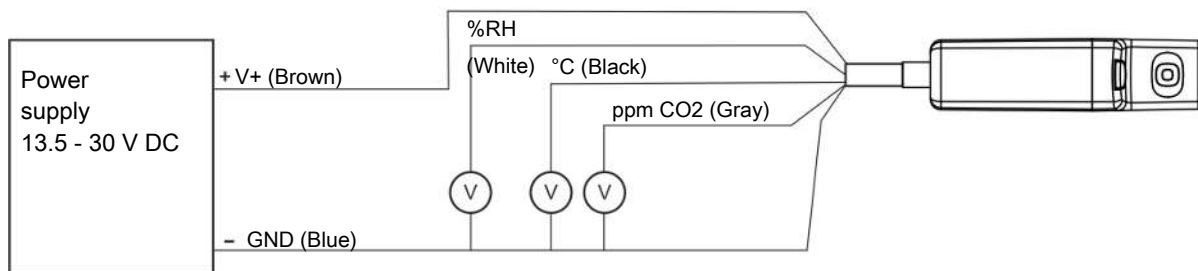 %RH
(White)
°C (Black)
ppm CO2 (Gray)
Power
supply
13.5 - 30 V DC
+ V+ (Brown)
- GND (Blue)
V
V
V